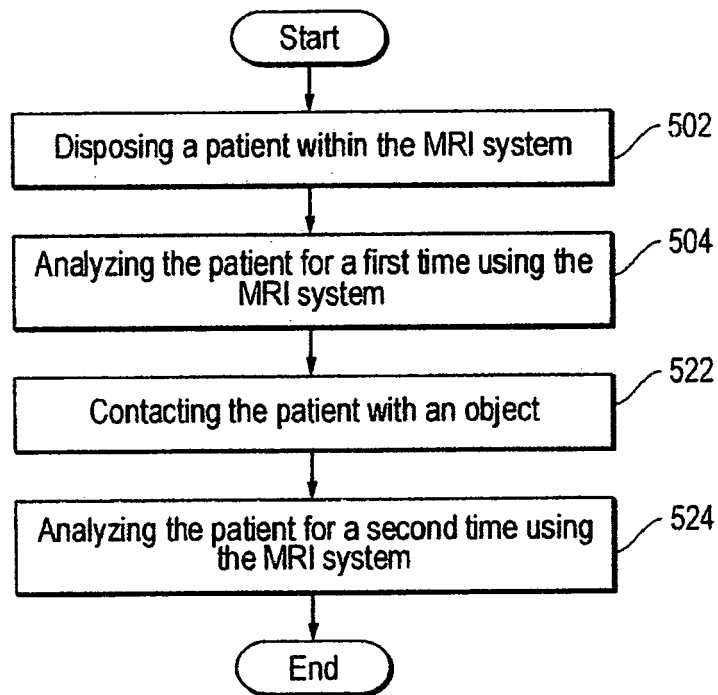 Start
Disposing a patient within the MRI system
502
Analyzing the patient for a first time using the
MRI system
504
Contacting the patient with an object
522
Analyzing the patient for a second time using
the MRI system
524
End